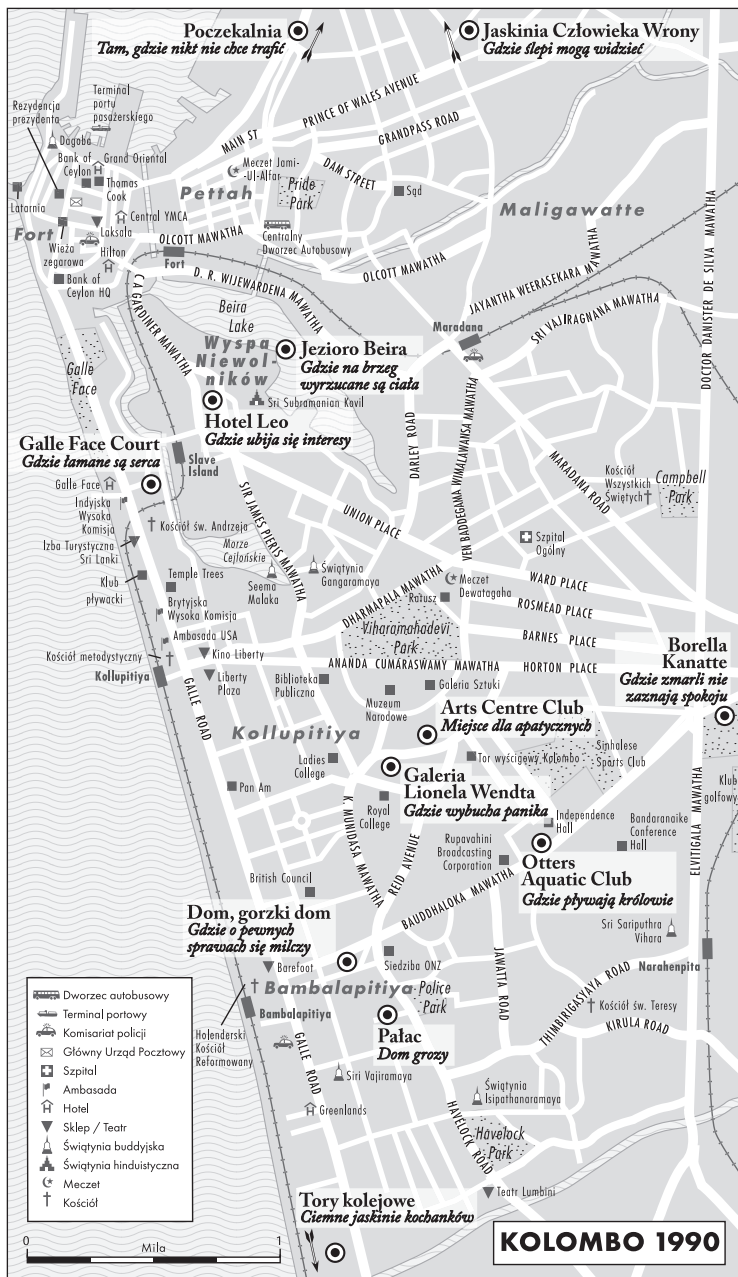 Poczekalnia
Tam, gdzie nikt nie chce trafić
Jaskinia Człowieka Wrony
Gdzie ślepi mogą widzieć
Rezydencja
prezydenta
Terminal
portu
pasażerskiego
Dagoba
Bank of
Ceylon
Grand Oriental
Thomas
Cook
Latarnia
Fort
Central YMCA
Laksala
Wieża
zegarowa
Hilton
Bank of
Ceylon HQ
MAIN ST
PRINCE OF WALES AVENUE
GRANDPASS ROAD
DAM STREET
Meczet Jami-
Ul-Alfar
Pettah
Pride
Park
Sąd
Maligawatte
OLCOTT MAWATHA
Centralny
Dworzec Autobusowy
OLCOTT MAWATHA
Fort
D. R. WIJEWARDENA MAWATHA
C A GARDINER MAWATHA
JAYANTHA WEERASEKARA MAWATHA
SRI VAJIRAGNANA MAWATHA
DOCTOR DANISTER DE SILVA MAWATHA
Maradana
Beira
Lake
Wyspa
Niewol-
ników
Jezioro Beira
Gdzie na brzeg
wyrzucane są ciała
Sri Subramanian Kovil
Hotel Leo
Gdzie ubija się interesy
Galle
Face
Galle Face Court
Gdzie łamane są serca
Slave
Island
Galle Face
Indyjska
Wysoka
Komisja
Kościół św. Andrzeja
Izba Turystyczna
Sri Lanki
Klub
pływacki
Temple Trees
Brytyjska
Wysoka Komisja
Ambasada USA
Kościół metodystyczny
Kollupitiya
Morze
Cejlońskie
Seema
Malaka
Świątynia
Gangaramaya
SIR JAMES PIERIS MAWATHA
UNION PLACE
DARLEY ROAD
VEN BADDEGAMA WIMALAWANSA MAWATHA
MARADANA ROAD
Kościół
Wszystkich
Świętych
Campbell
Park
Szpital
Ogólny
DHARMAPALA MAWATHA
Meczet
Dewatagaha
Ratusz
WARD PLACE
ROSMEAD PLACE
BARNES PLACE
HORTON PLACE
Viharamahadevi
Park
ANANDA CUMARASWAMY MAWATHA
Kino Liberty
Liberty
Plaza
Biblioteka
Publiczna
Muzeum
Narodowe
Galeria Sztuki
Borella
Kanatte
Gdzie zmarli nie
zaznają spokoju
Arts Centre Club
Miejsce dla apatycznych
GALLE ROAD
Kollupitiya
Ladies
College
Tor wyścigowy Kolombo
Sinhalese
Sports Club
Klub
golfowy
Pan Am
Galeria
Lionela Wendta
Gdzie wybucha panika
Royal
College
K. MUNIDASA MAWATHA
REID AVENUE
Independence
Hall
Bandaranaike
Conference
Hall
Rupavahini
Broadcasting
Corporation
Otters
Aquatic Club
Gdzie pływają królowie
ELVITIGALA MAWATHA
British Council
BAUDDHALOKA MAWATHA
Dom, gorzki dom
Gdzie o pewnych
sprawach się milczy
Barefoot
Siedziba ONZ
JAWATTA ROAD
Sri Sariputhra
Vihara
Narahenpita
Bambalapitiya
Bambalapitiya
Police
Park
THIMBIRIGASYAYA ROAD
Kościół św. Teresy
KIRULA ROAD
Holenderski
Kościół
Reformowany
Pałac
Dom grozy
GALLE ROAD
Siri Vajiramaya
Greenlands
Świątynia
Isipathanaramaya
HAVELOCK ROAD
Havelock
Park
Teatr Lumbini
Tory kolejowe
Ciemne jaskinie kochanków
Dworzec autobusowy
Terminal portowy
Komisariat policji
Główny Urząd Pocztowy
Szpital
Ambasada
Hotel
Sklep / Teatr
Świątynia buddyjska
Świątynia hinduistyczna
Meczet
Kościół
0
Mila
1
KOLOMBO 1990